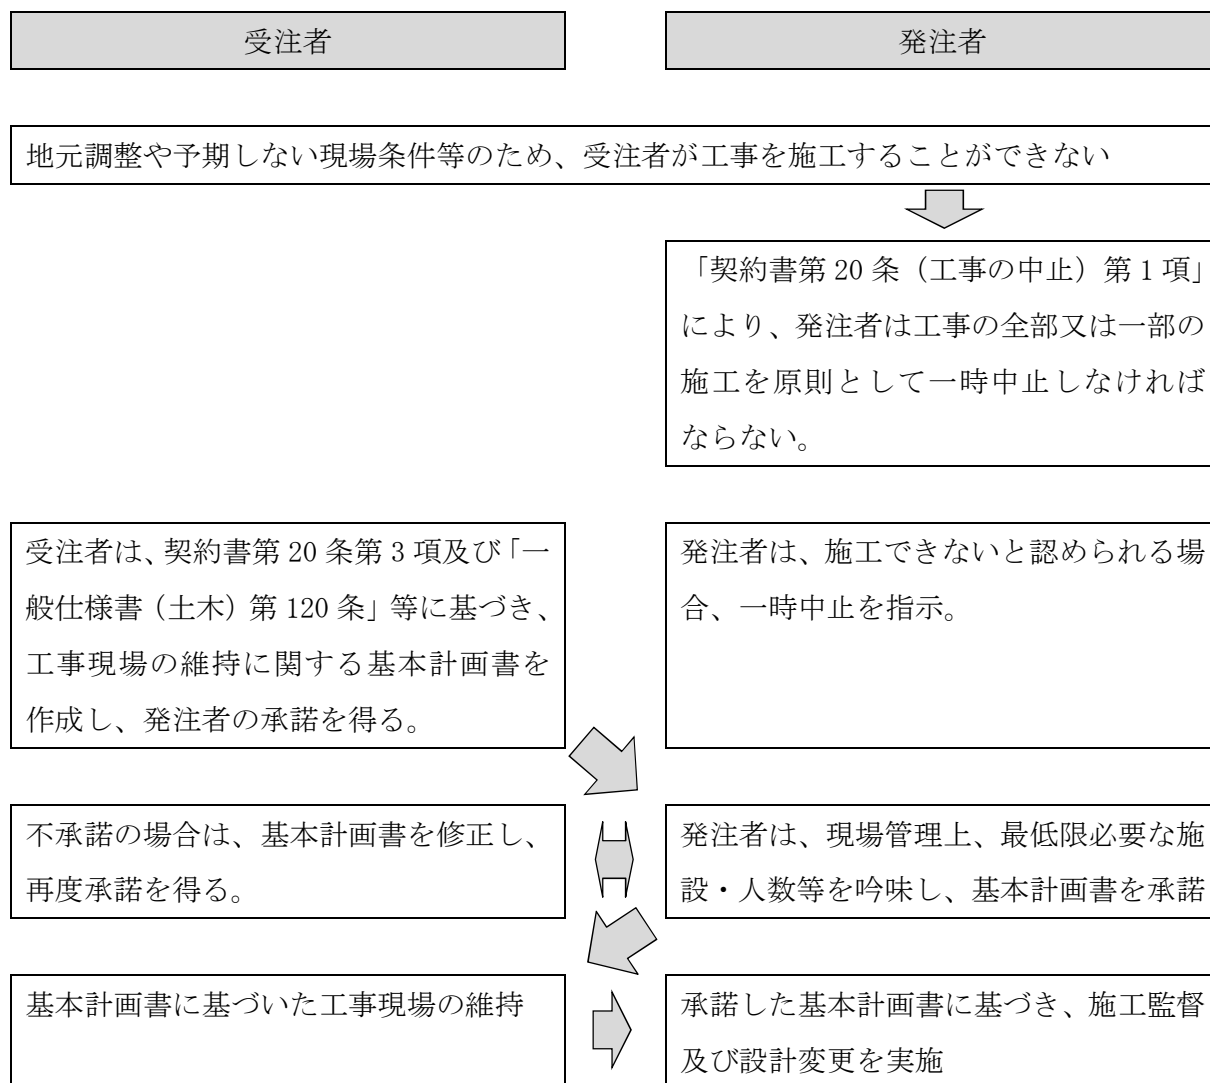 受注者
発注者
地元調整や予期しない現場条件等のため、受注者が工事を施工することができない
「契約書第 20 条（工事の中止）第 1 項」
により、発注者は工事の全部又は一部の
施工を原則として一時中止しなければ
ならない。
受注者は、契約書第 20 条第 3 項及び「一
般仕様書（土木）第 120 条」等に基づき、
工事現場の維持に関する基本計画書を
作成し、発注者の承諾を得る。
発注者は、施工できないと認められる場
合、一時中止を指示。
不承諾の場合は、基本計画書を修正し、
再度承諾を得る。
発注者は、現場管理上、最低限必要な施
設・人数等を吟味し、基本計画書を承諾
基本計画書に基づいた工事現場の維持
承諾した基本計画書に基づき、施工監督
及び設計変更を実施